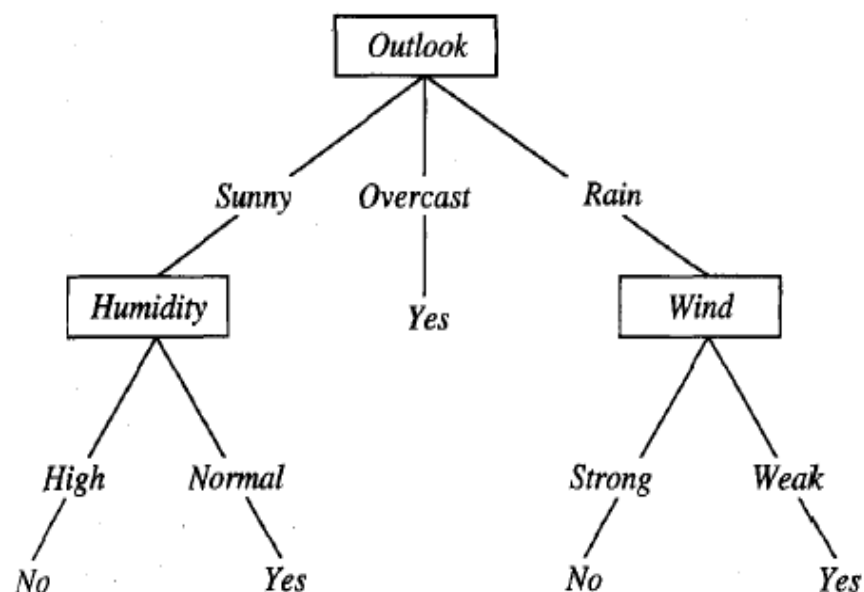 Outlook
Sunny Overcast Rain
Humidity Yes Wind
High Normal Strong Weak
No Yes No Yes